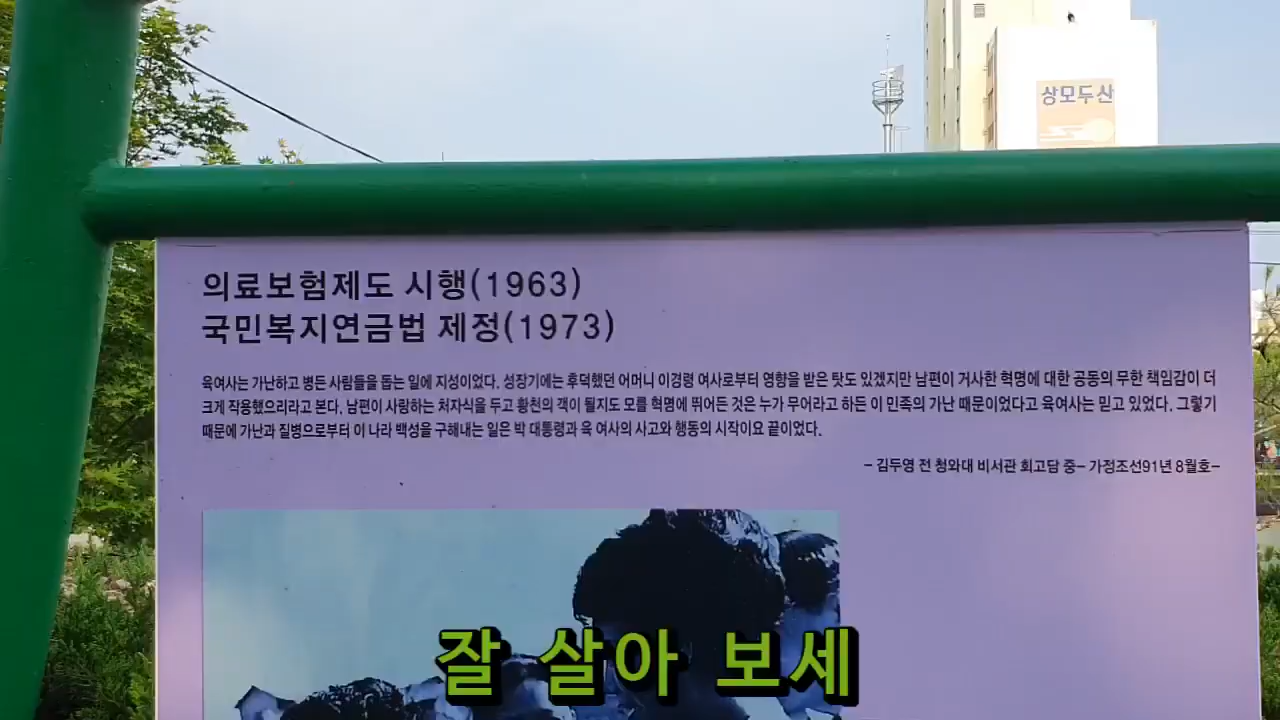 상모두산
의료보험제도 시행(1963)
국민복지연금법 제정(1973)
육여사는 가난하고 병든 사람들을 돕는 일에 지성이었다. 성장기에는 후덕했던 어머니 이경령 여사로부터 영향을 받은 탓도 있겠지만 남편이 거사한 혁명에 대한 공동의 무한 책임감이 더
크게 작용했으리라고 본다. 남편이 사랑하는 처자식을 두고 황천의 객이 될지도 모를 혁명에 뛰어든 것은 누가 무어라고 하든 이 민족의 가난 때문이었다고 육여사는 믿고 있었다. 그렇기
때문에 가난과 질병으로부터 이 나라 백성을 구해내는 일은 박 대통령과 육 여사의 사고와 행동의 시작이요 끝이었다.
- 김두영 전 청와대 비서관 회고담 중- 가정조선91년 8월호-
잘 살아 보세